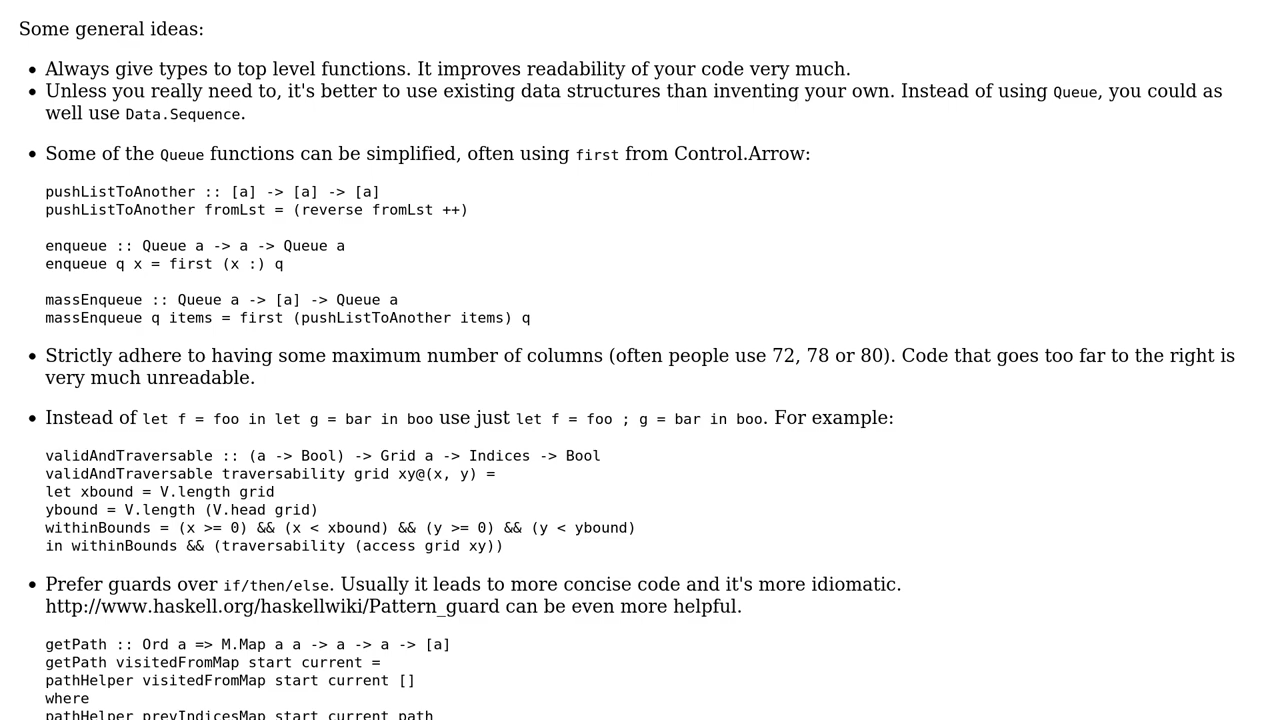 Some general ideas:
Always give types to top level functions. It improves readability of your code very much.
Unless you really need to, it's better to use existing data structures than inventing your own. Instead of using Queue, you could as
well use Data.Sequence.
Some of the Queue functions can be simplified, often using first from Control.Arrow:
pushListToAnother :: [a] -> [a] -> [a]
pushListToAnother fromLst = (reverse fromLst ++)
enqueue :: Queue a -> a -> Queue a
enqueue q x = first (x :) q
massEnqueue :: Queue a -> [a] -> Queue a
massEnqueue q items = first (pushListToAnother items) q
Strictly adhere to having some maximum number of columns (often people use 72, 78 or 80). Code that goes too far to the right is
very much unreadable.
Instead of let f = foo in let g = bar in boo use just let f = foo ; g = bar in boo. For example:
validAndTraversable :: (a -> Bool) -> Grid a -> Indices -> Bool
validAndTraversable traversability grid xy@(x, y) =
let xbound = V.length grid
ybound = V.length (V.head grid)
withinBounds = (x >= 0) && (x < xbound) && (y >= 0) && (y < ybound)
in withinBounds && (traversability (access grid xy))
Prefer guards over if/then/else. Usually it leads to more concise code and it's more idiomatic.
http://www.haskell.org/haskellwiki/Pattern_guard can be even more helpful.
getPath :: Ord a => M.Map a a -> a -> a -> [a]
getPath visitedFromMap start current =
pathHelper visitedFromMap start current []
where
pathHelper prevIndicesMap start current path